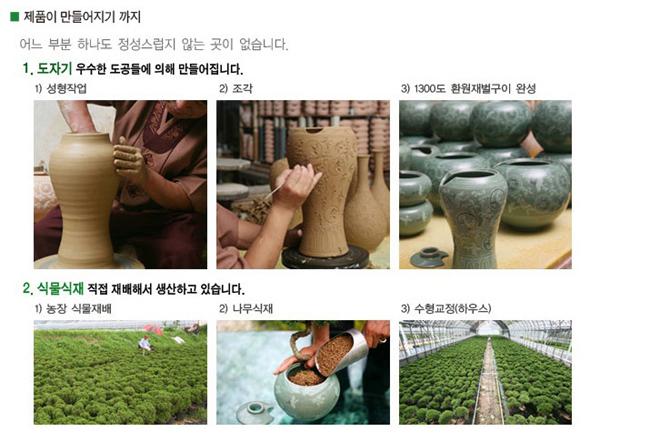 ■ 제품이 만들어지기 까지
어느 부분 하나도 정성스럽지 않는 곳이 없습니다.
1. 도자기 우수한 도공들에 의해 만들어집니다.
1) 성형작업
2) 조각
3) 1300도 환원재벌구이 완성
2. 식물식재 직접 재배해서 생산하고 있습니다.
1) 농장 식물재배
2) 나무식재
3) 수형교정(하우스)